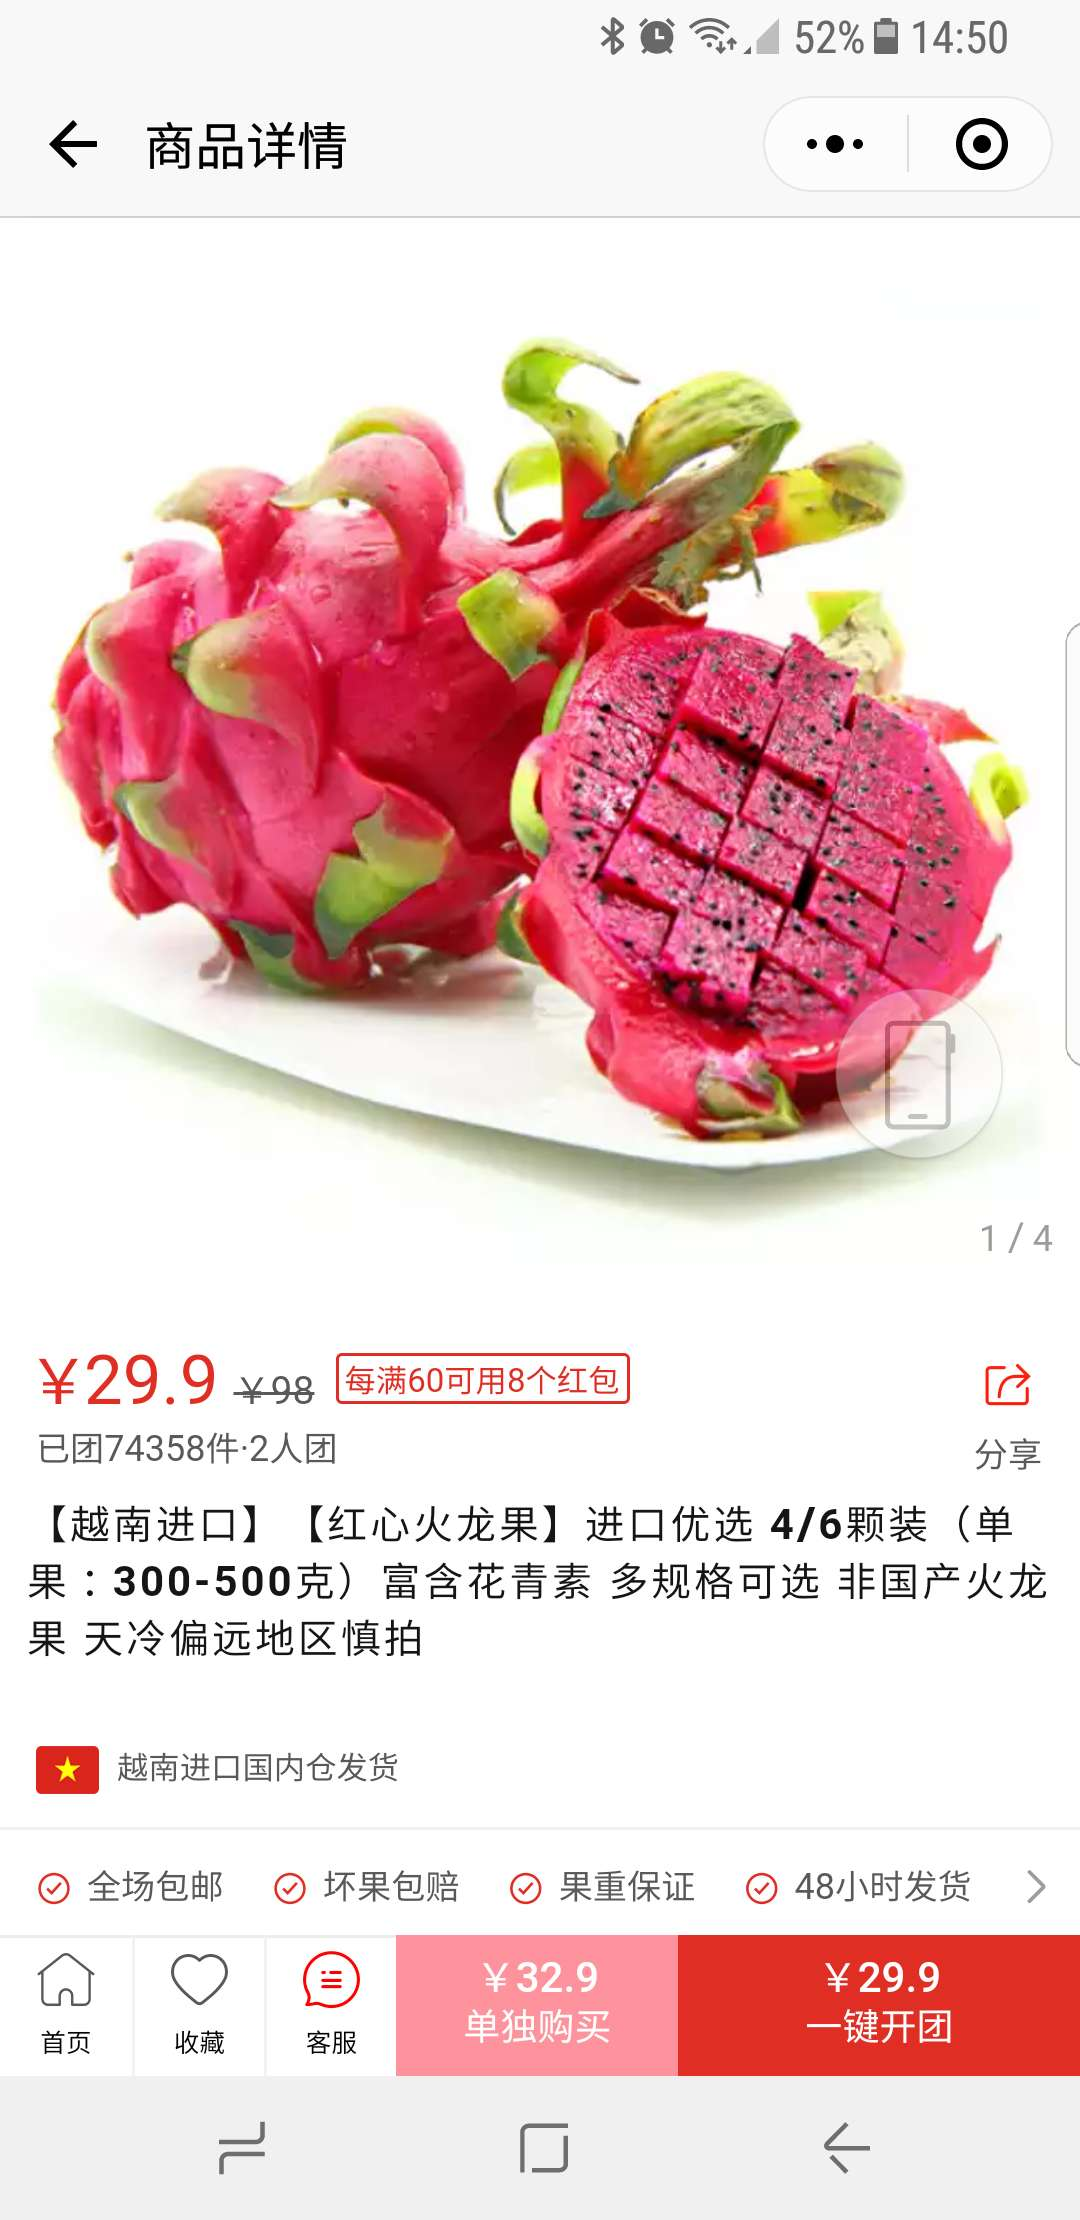 52% 14:50
商品详情
1 / 4
￥29.9 ￥98 每满60可用8个红包
已团74358件·2人团
分享
【越南进口】【红心火龙果】进口优选 4/6颗装（单
果：300-500克）富含花青素 多规格可选 非国产火龙
果 天冷偏远地区慎拍
越南进口国内仓发货
全场包邮 坏果包赔 果重保证 48小时发货
￥32.9 ￥29.9
首页 收藏 客服 单独购买 一键开团